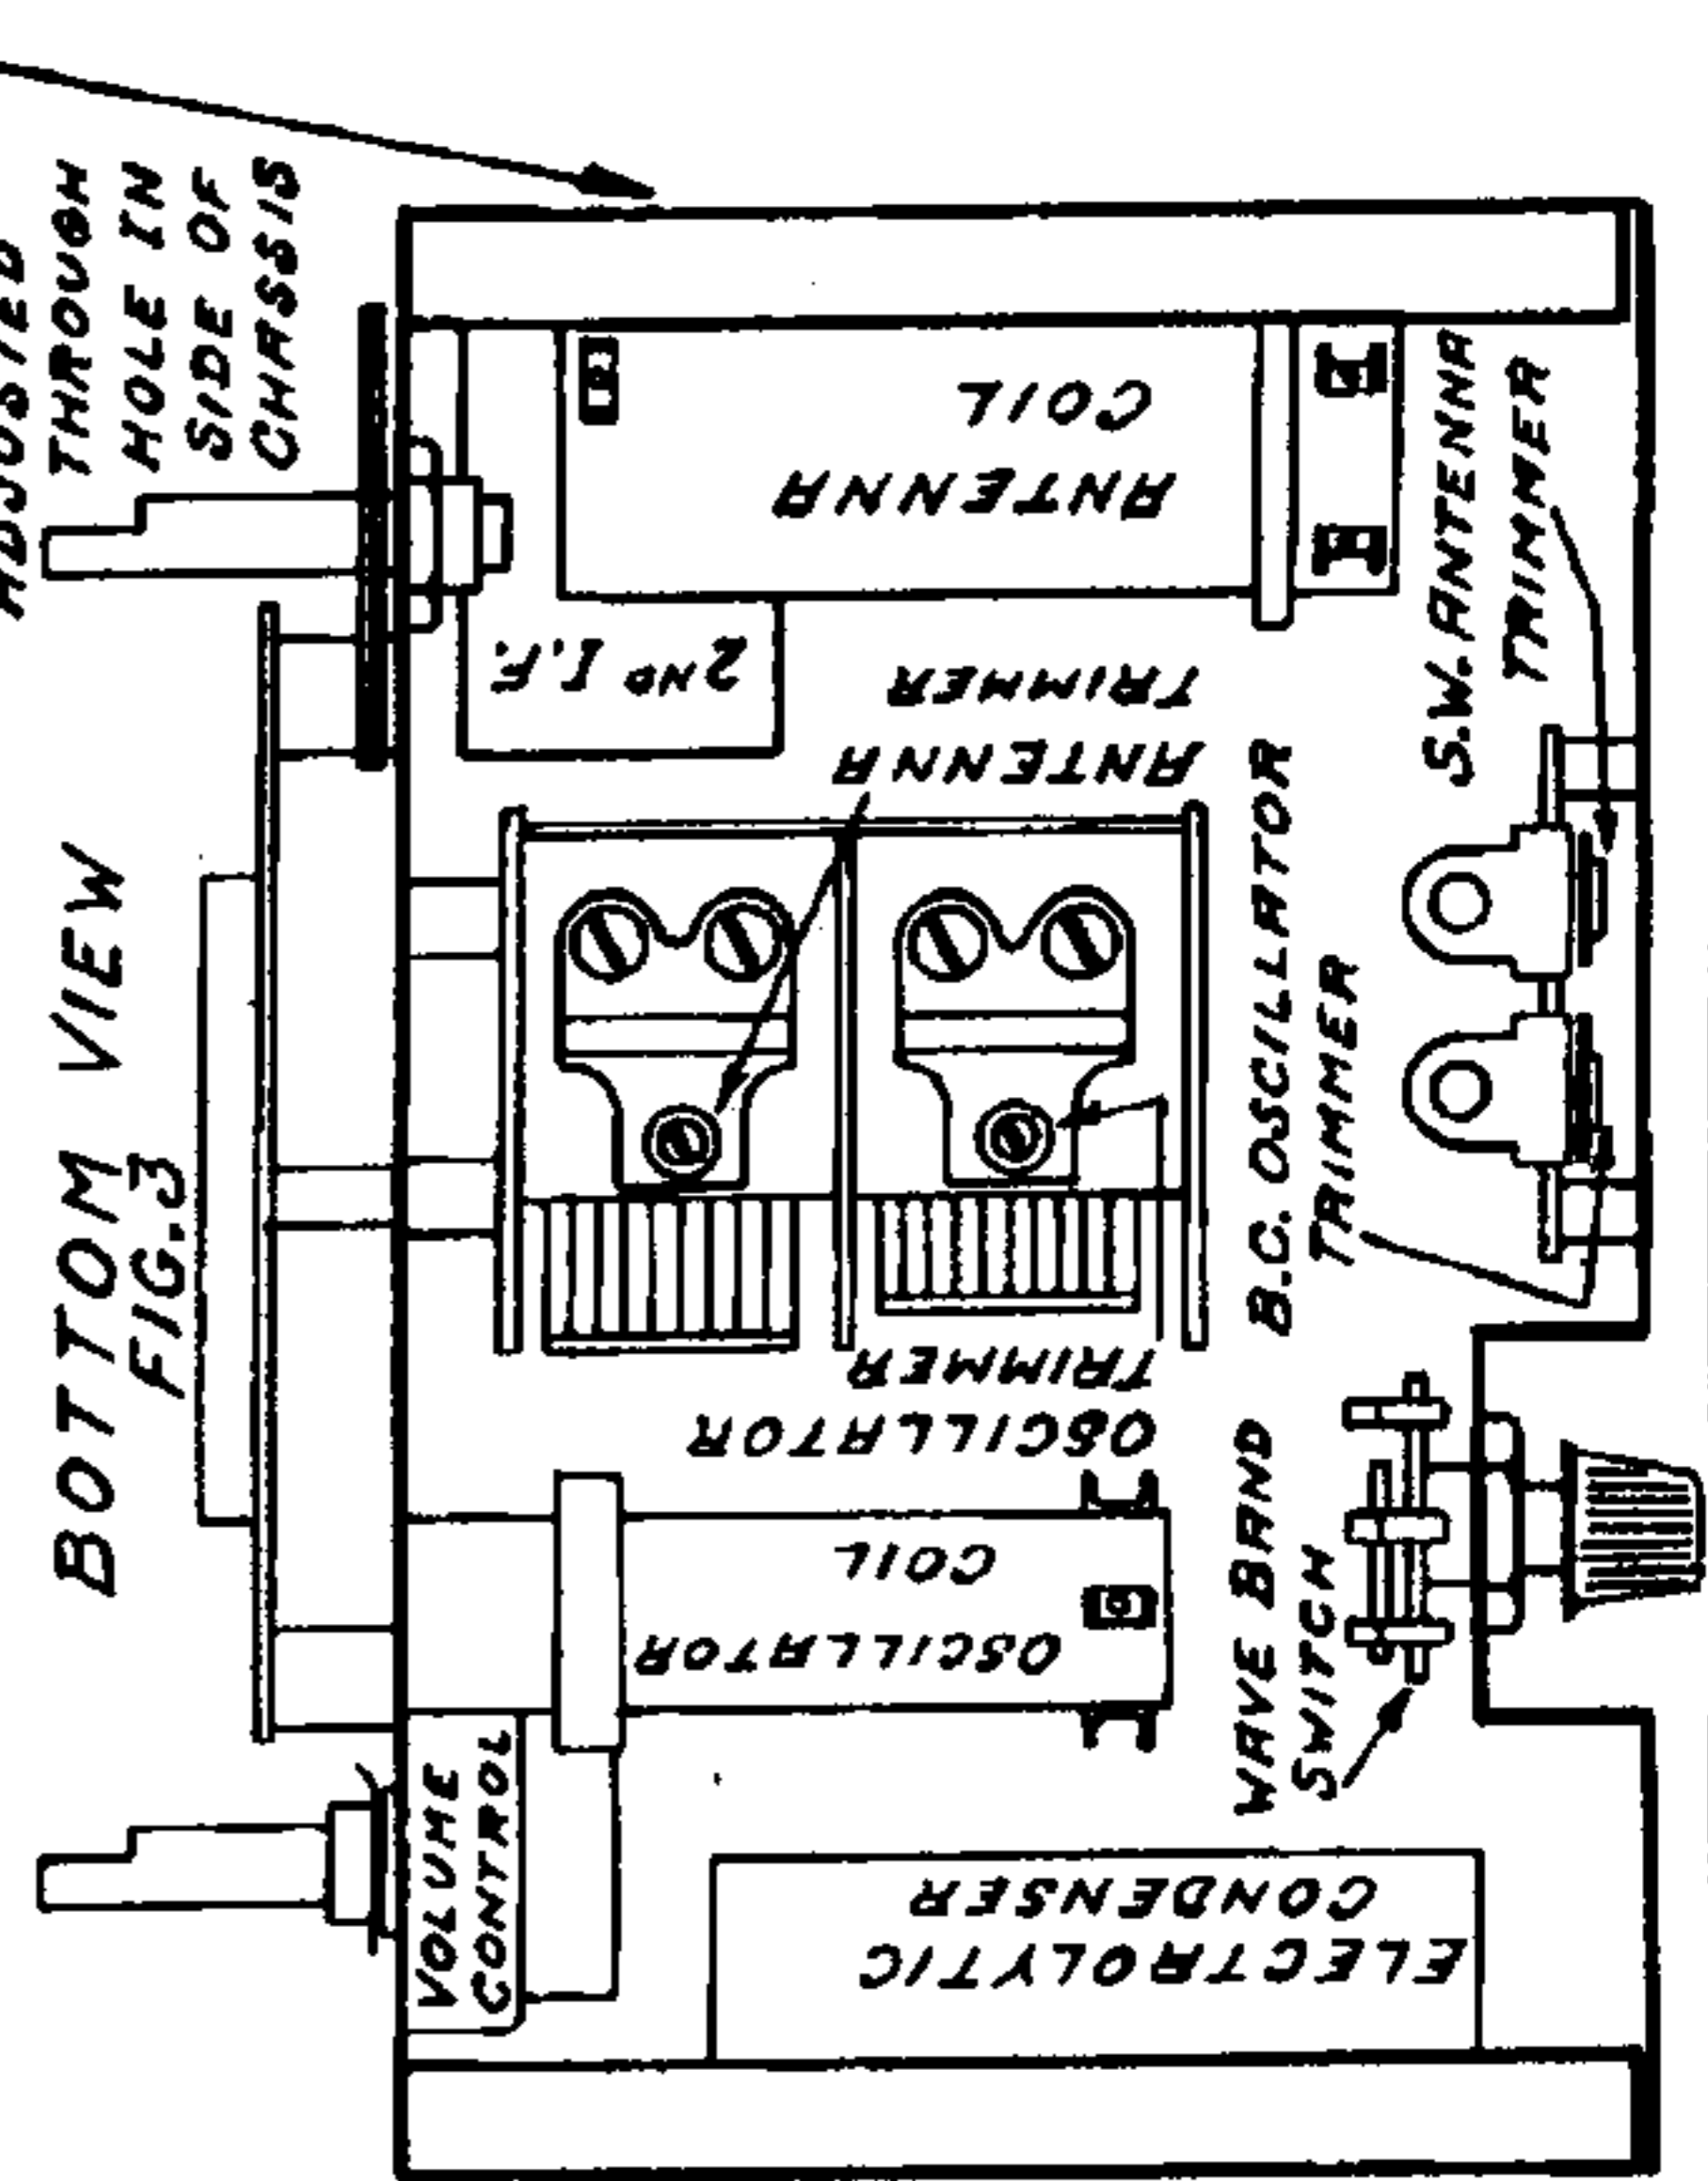 ADJUSTED
THROUGH
HOLE IN
SIDE OF
CHASSIS
BOTTOM VIEW
FIG.3
VOLUME
CONTROL
2ND I.F.
ANTENNA
COIL
ANTENNA
TRIMMER
OSCILLATOR
TRIMMER
OSCILLATOR
COIL
ELECTROLYTIC
CONDENSER
WAVE BAND
SWITCH
B.C. OSCILLATOR
TRIMMER
S.W. ANTENNA
TRIMMER